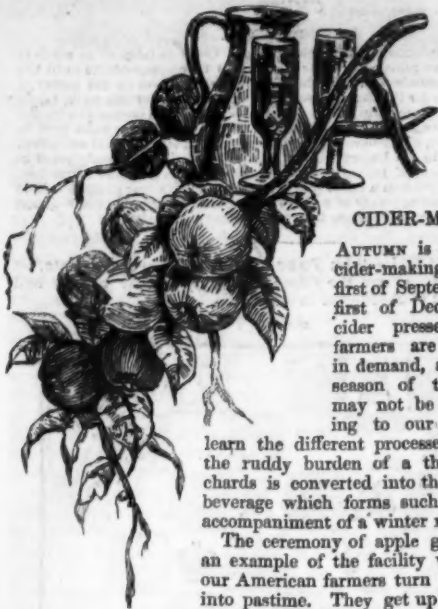 CIDER-M
AUTUMN is
cider-making
first of Septe
first of Dec
cider presse
farmers are
in demand, a
season of t
may not be
ing to our
learn the different processe
the ruddy burden of a th
chards is converted into th
beverage which forms such
accompaniment of a winter
The ceremony of apple g
an example of the facility
our American farmers turn
into pastime. They get up